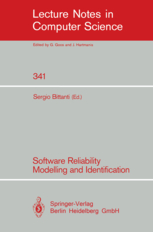 Lecture Notes in
Computer Science
Edited by G. Goos and J. Hartmanis
341
Sergio Bittanti (Ed.)
Software Reliability
Modelling and Identification
Springer-Verlag
Berlin Heidelberg GmbH